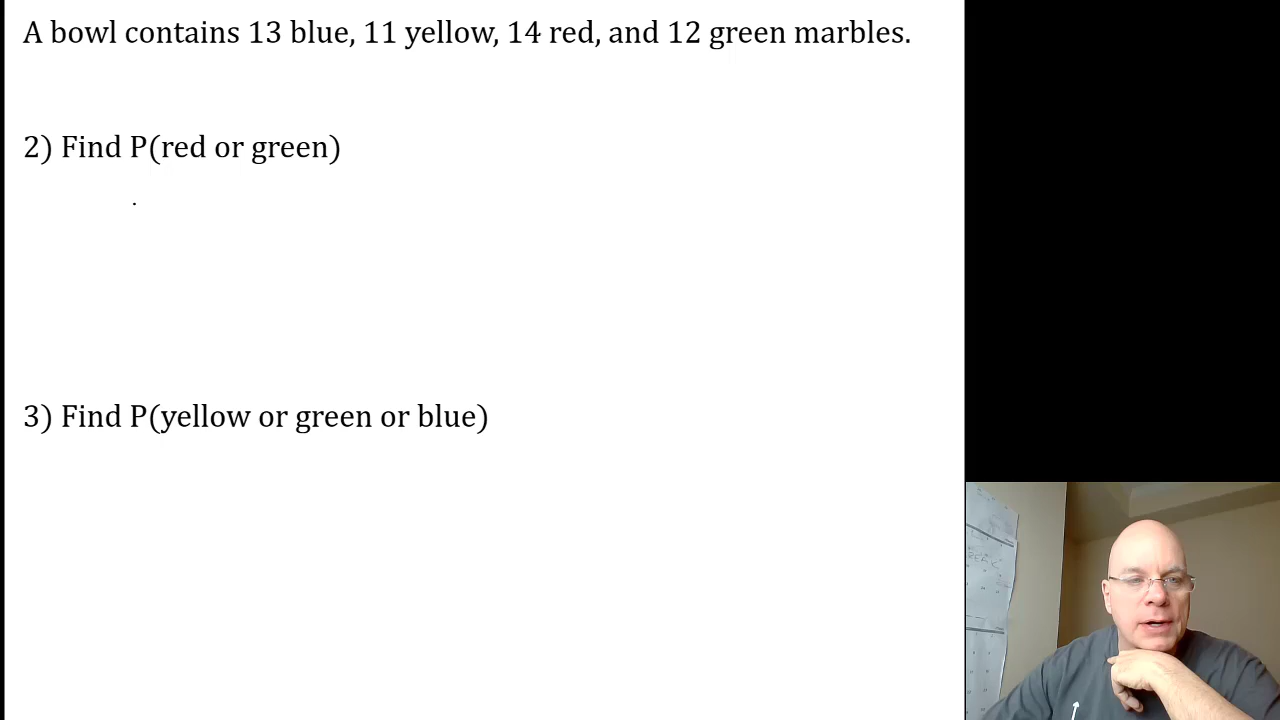 A bowl contains 13 blue, 11 yellow, 14 red, and 12 green marbles.
2) Find P(red or green)
3) Find P(yellow or green or blue)